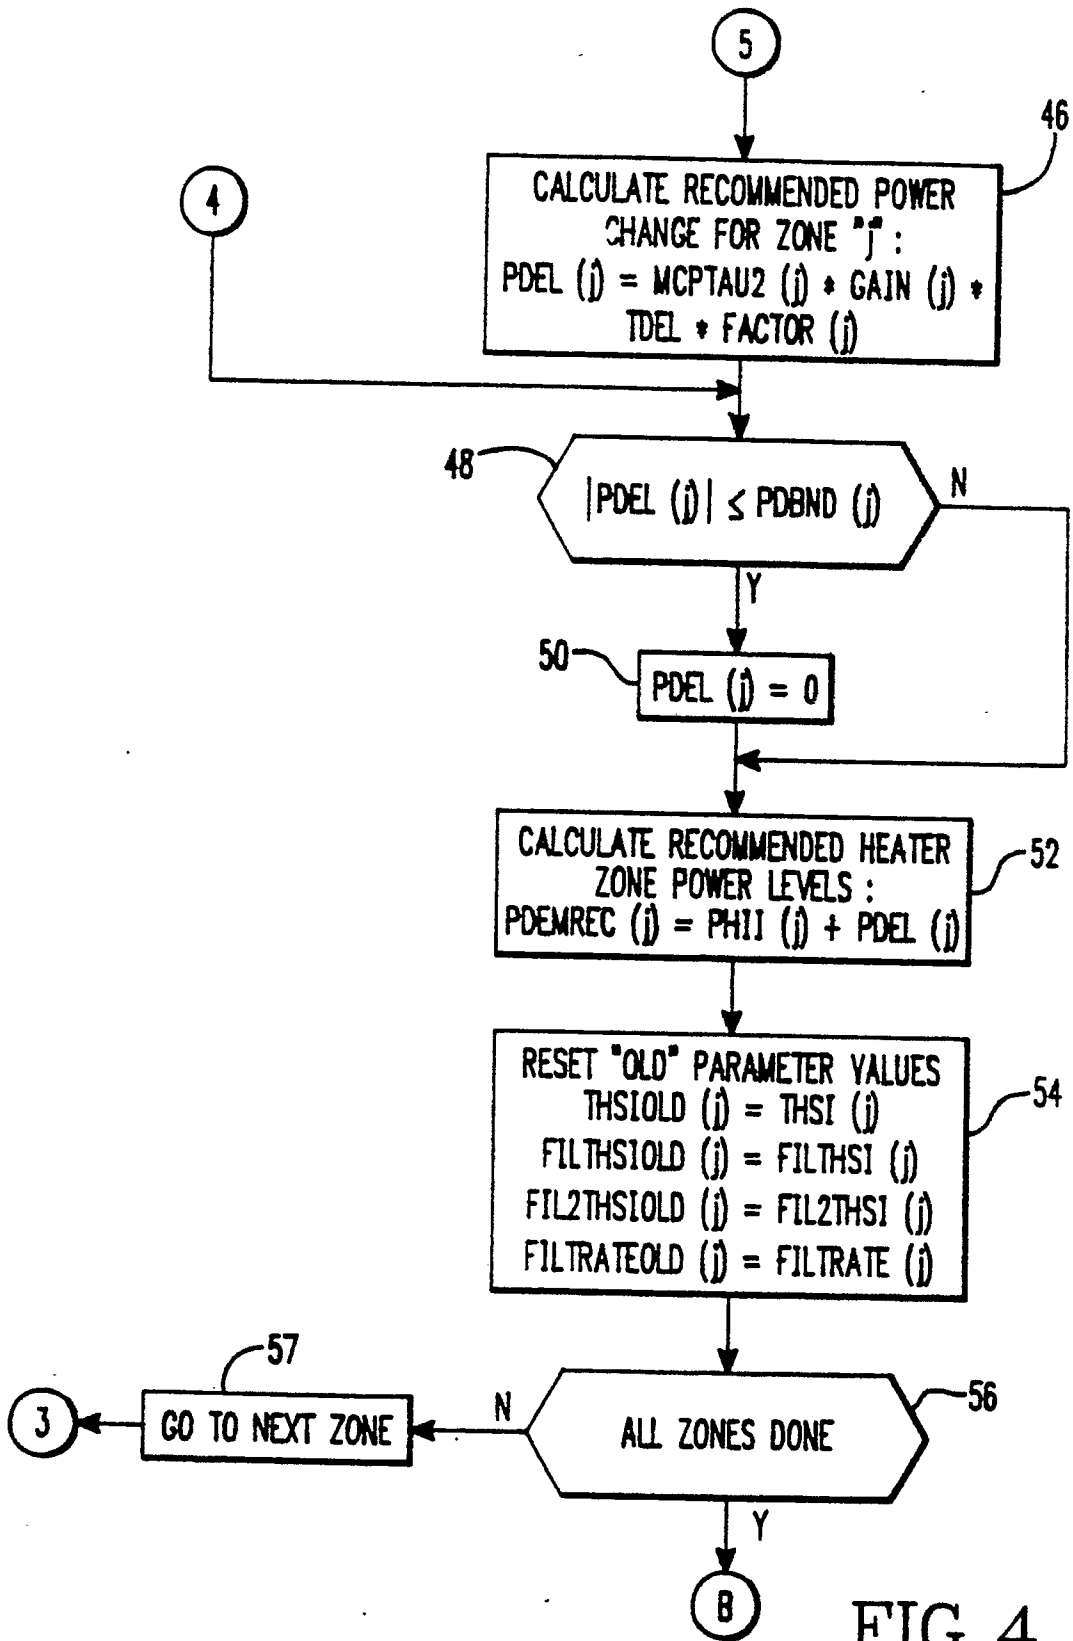 5
46
4
CALCULATE RECOMMENDED POWER
CHANGE FOR ZONE "j" :
PDEL (j) = MCPTAU2 (j) * GAIN (j) *
TDEL * FACTOR (j)
48
|PDEL (j)| ≤ PDBND (j)
N
Y
50
PDEL (j) = 0
CALCULATE RECOMMENDED HEATER
ZONE POWER LEVELS :
PDEMREC (j) = PHII (j) + PDEL (j)
52
RESET "OLD" PARAMETER VALUES
THSIOLD (j) = THSI (j)
FILTHSIOLD (j) = FILTHSI (j)
FIL2THSIOLD (j) = FIL2THSI (j)
FILTRATEOLD (j) = FILTRATE (j)
54
57
3
GO TO NEXT ZONE
N
ALL ZONES DONE
56
Y
B
FIG. 4